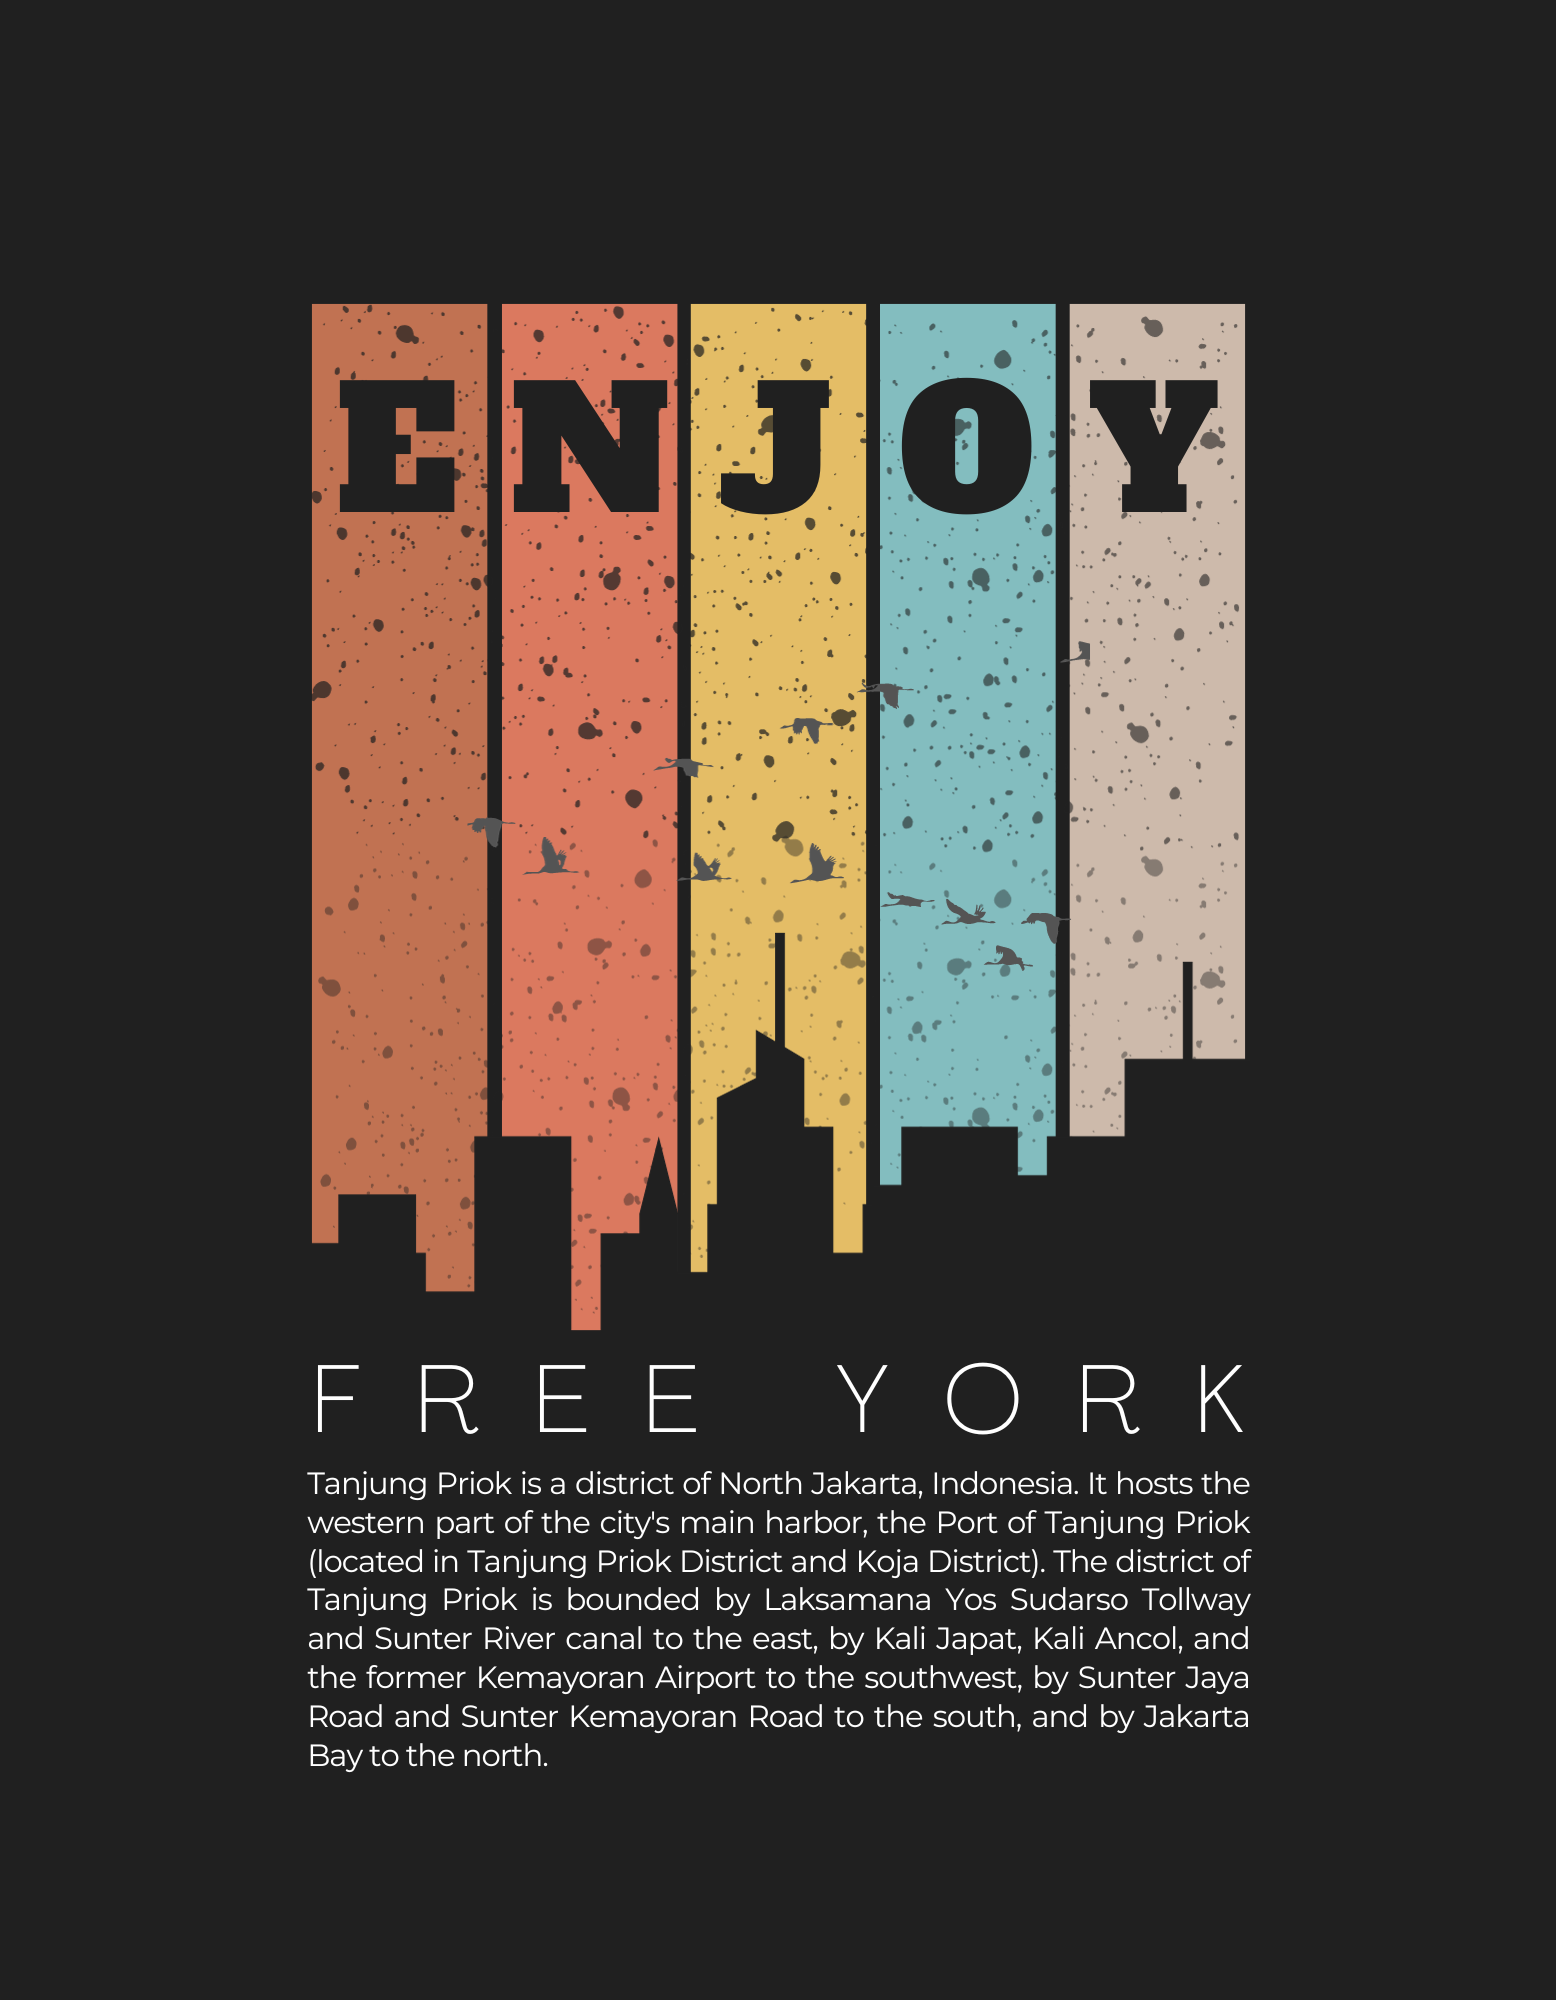 ENJOY
FREE YORK
Tanjung Priok is a district of North Jakarta, Indonesia. It hosts the
western part of the city's main harbor, the Port of Tanjung Priok
(located in Tanjung Priok District and Koja District). The district of
Tanjung Priok is bounded by Laksamana Yos Sudarso Tollway
and Sunter River canal to the east, by Kali Japat, Kali Ancol, and
the former Kemayoran Airport to the southwest, by Sunter Jaya
Road and Sunter Kemayoran Road to the south, and by Jakarta
Bay to the north.